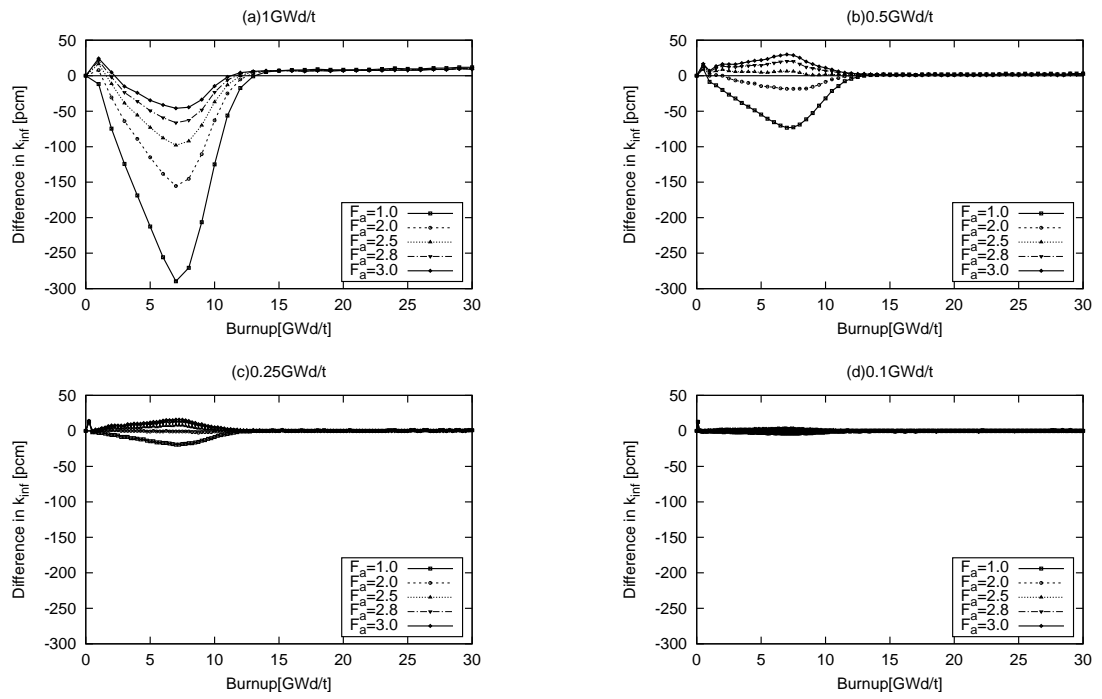 (a)1GWd/t
Difference in k_inf [pcm]
50
0
-50
-100
-150
-200
-250
-300
F_a=1.0
F_a=2.0
F_a=2.5
F_a=2.8
F_a=3.0
0 5 10 15 20 25 30
Burnup[GWd/t]
(b)0.5GWd/t
Difference in k_inf [pcm]
50
0
-50
-100
-150
-200
-250
-300
F_a=1.0
F_a=2.0
F_a=2.5
F_a=2.8
F_a=3.0
0 5 10 15 20 25 30
Burnup[GWd/t]
(c)0.25GWd/t
Difference in k_inf [pcm]
50
0
-50
-100
-150
-200
-250
-300
F_a=1.0
F_a=2.0
F_a=2.5
F_a=2.8
F_a=3.0
0 5 10 15 20 25 30
Burnup[GWd/t]
(d)0.1GWd/t
Difference in k_inf [pcm]
50
0
-50
-100
-150
-200
-250
-300
F_a=1.0
F_a=2.0
F_a=2.5
F_a=2.8
F_a=3.0
0 5 10 15 20 25 30
Burnup[GWd/t]